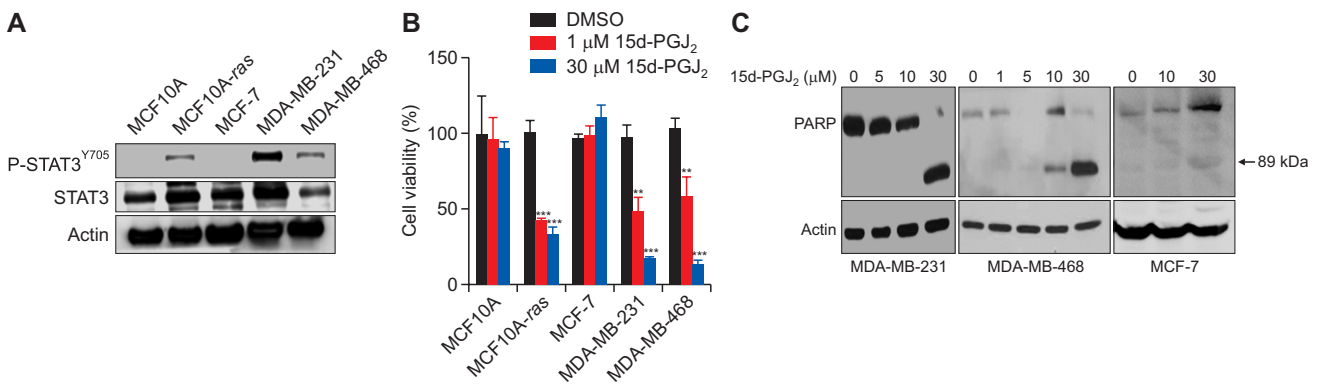 A
MCF10A
MCF10A-ras
MCF-7
MDA-MB-231
MDA-MB-468
P-STAT3Y705
STAT3
Actin
B
DMSO
1 μM 15d-PGJ2
30 μM 15d-PGJ2
Cell viability (%)
150
100
50
0
***
***
**
***
**
***
MCF10A
MCF10A-ras
MCF-7
MDA-MB-231
MDA-MB-468
C
15d-PGJ2 (μM) 0 5 10 30 0 1 5 10 30 0 10 30
PARP
89 kDa
Actin
MDA-MB-231 MDA-MB-468 MCF-7